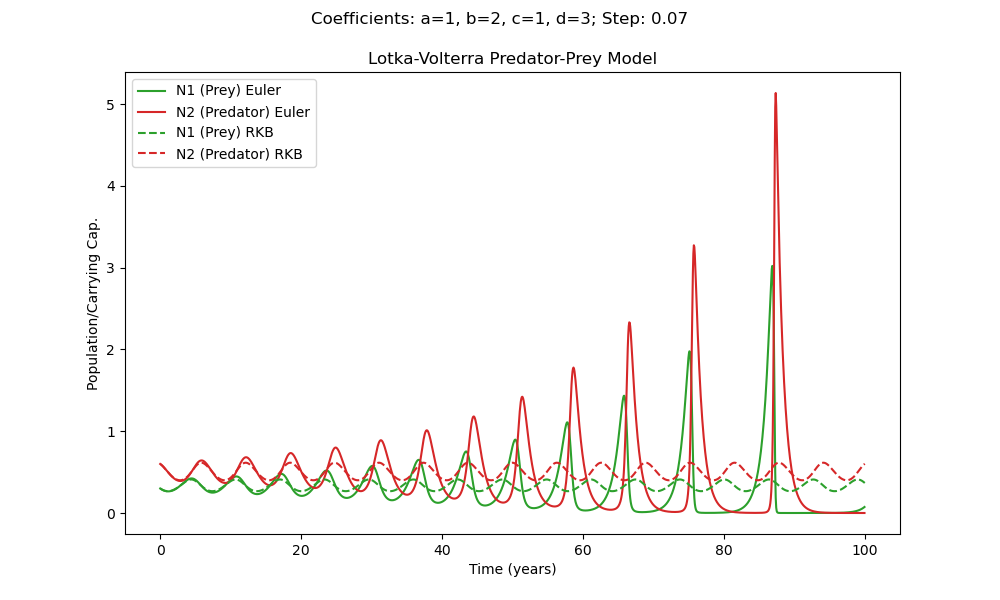 Coefficients: a=1, b=2, c=1, d=3; Step: 0.07
Lotka-Volterra Predator-Prey Model
N1 (Prey) Euler
N2 (Predator) Euler
N1 (Prey) RKB
N2 (Predator) RKB
Population/Carrying Cap.
5
4
3
2
1
0
0 20 40 60 80 100
Time (years)